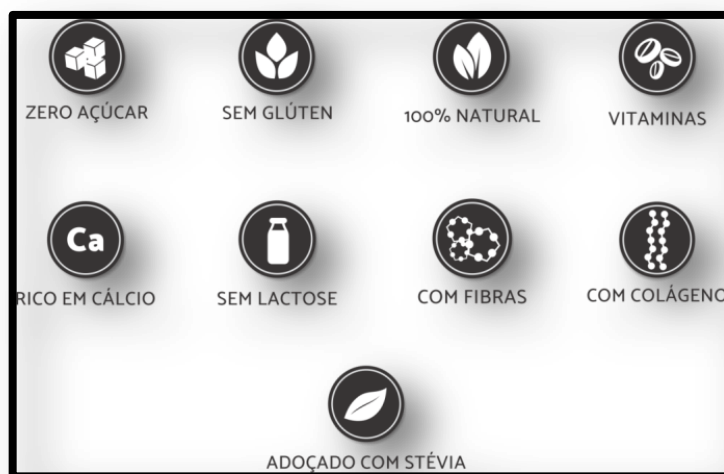 ZERO AÇÚCAR
SEM GLÚTEN
100% NATURAL
VITAMINAS
Ca
RICO EM CÁLCIO
SEM LACTOSE
COM FIBRAS
COM COLÁGENO
ADOÇADO COM STÉVIA